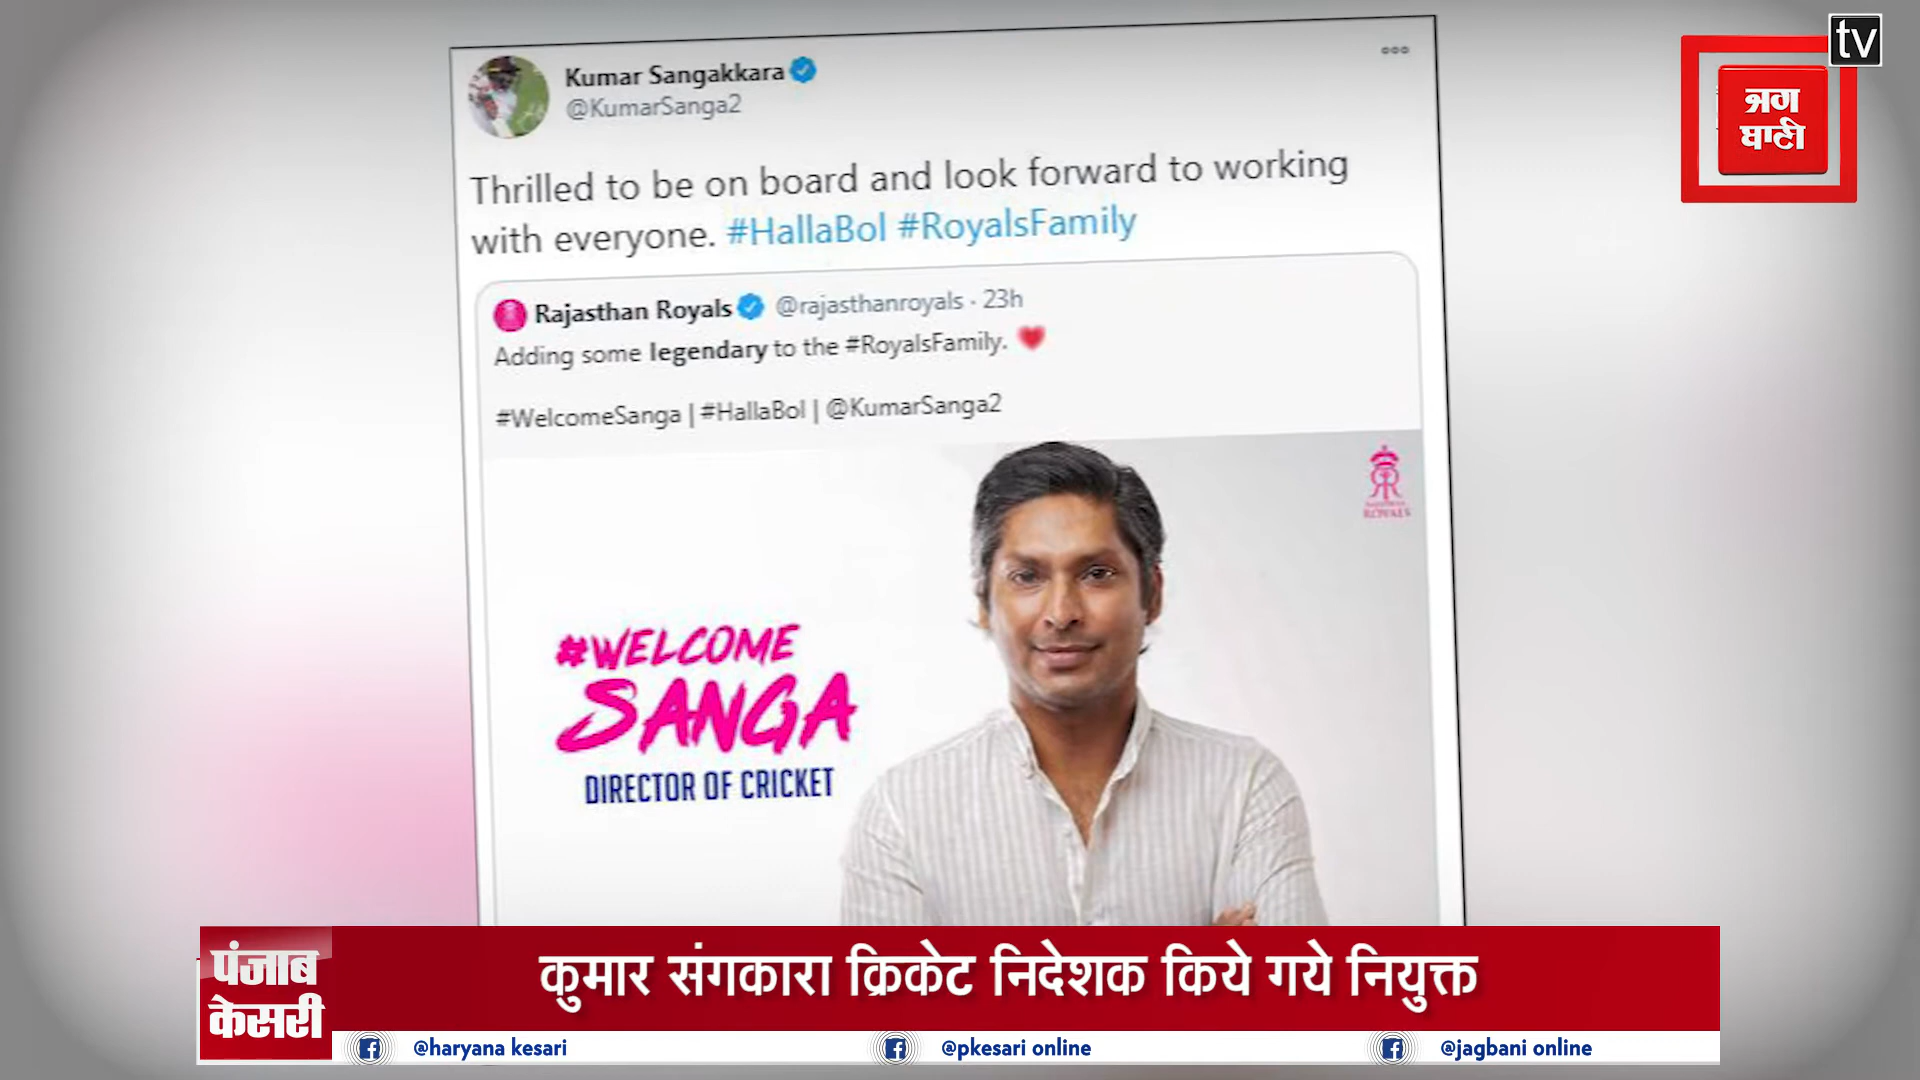 tv
ਜਗ
ਬਾਣੀ
Kumar Sangakkara
@KumarSanga2
Thrilled to be on board and look forward to working
with everyone. #HallaBol #RoyalsFamily
Rajasthan Royals @rajasthanroyals · 23h
Adding some legendary to the #RoyalsFamily.
#WelcomeSanga | #HallaBol | @KumarSanga2
ROYALS
#WELCOME
SANGA
DIRECTOR OF CRICKET
पंजाब
केसरी
कुमार संगकारा क्रिकेट निदेशक किये गये नियुक्त
@haryana kesari
@pkesari online
@jagbani online